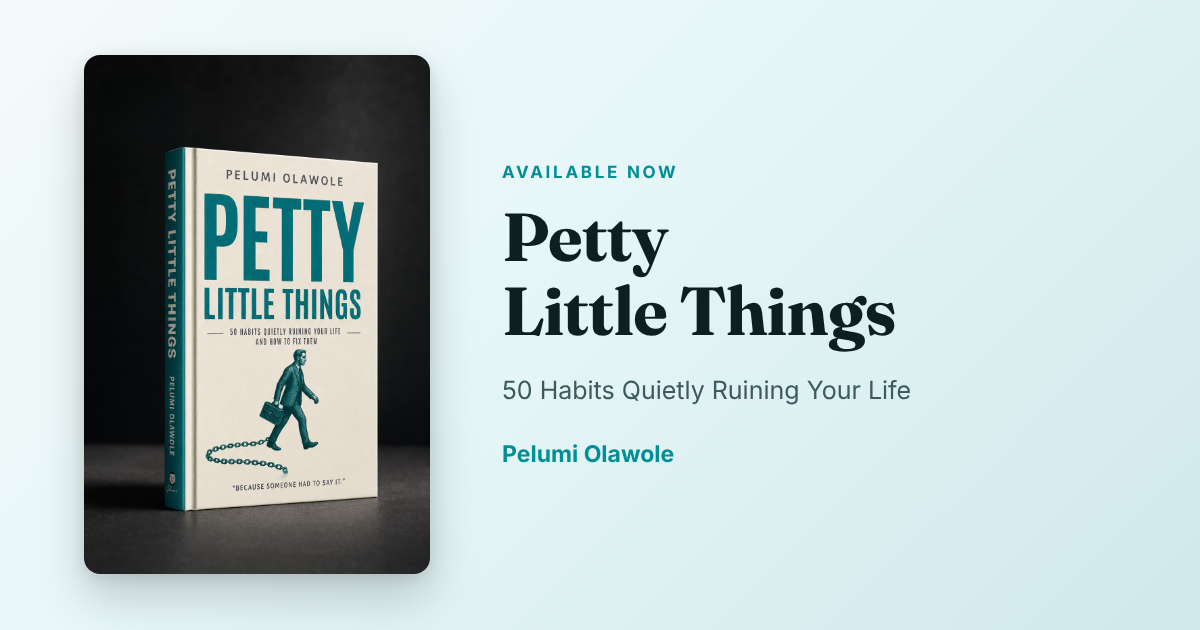 PETTY LITTLE THINGS
PELUMI OLAWOLE
PELUMI OLAWOLE
PETTY
LITTLE THINGS
50 HABITS QUIETLY RUINING YOUR LIFE
AND HOW TO FIX THEM
"BECAUSE SOMEONE HAD TO SAY IT."
AVAILABLE NOW
Petty
Little Things
50 Habits Quietly Ruining Your Life
Pelumi Olawole